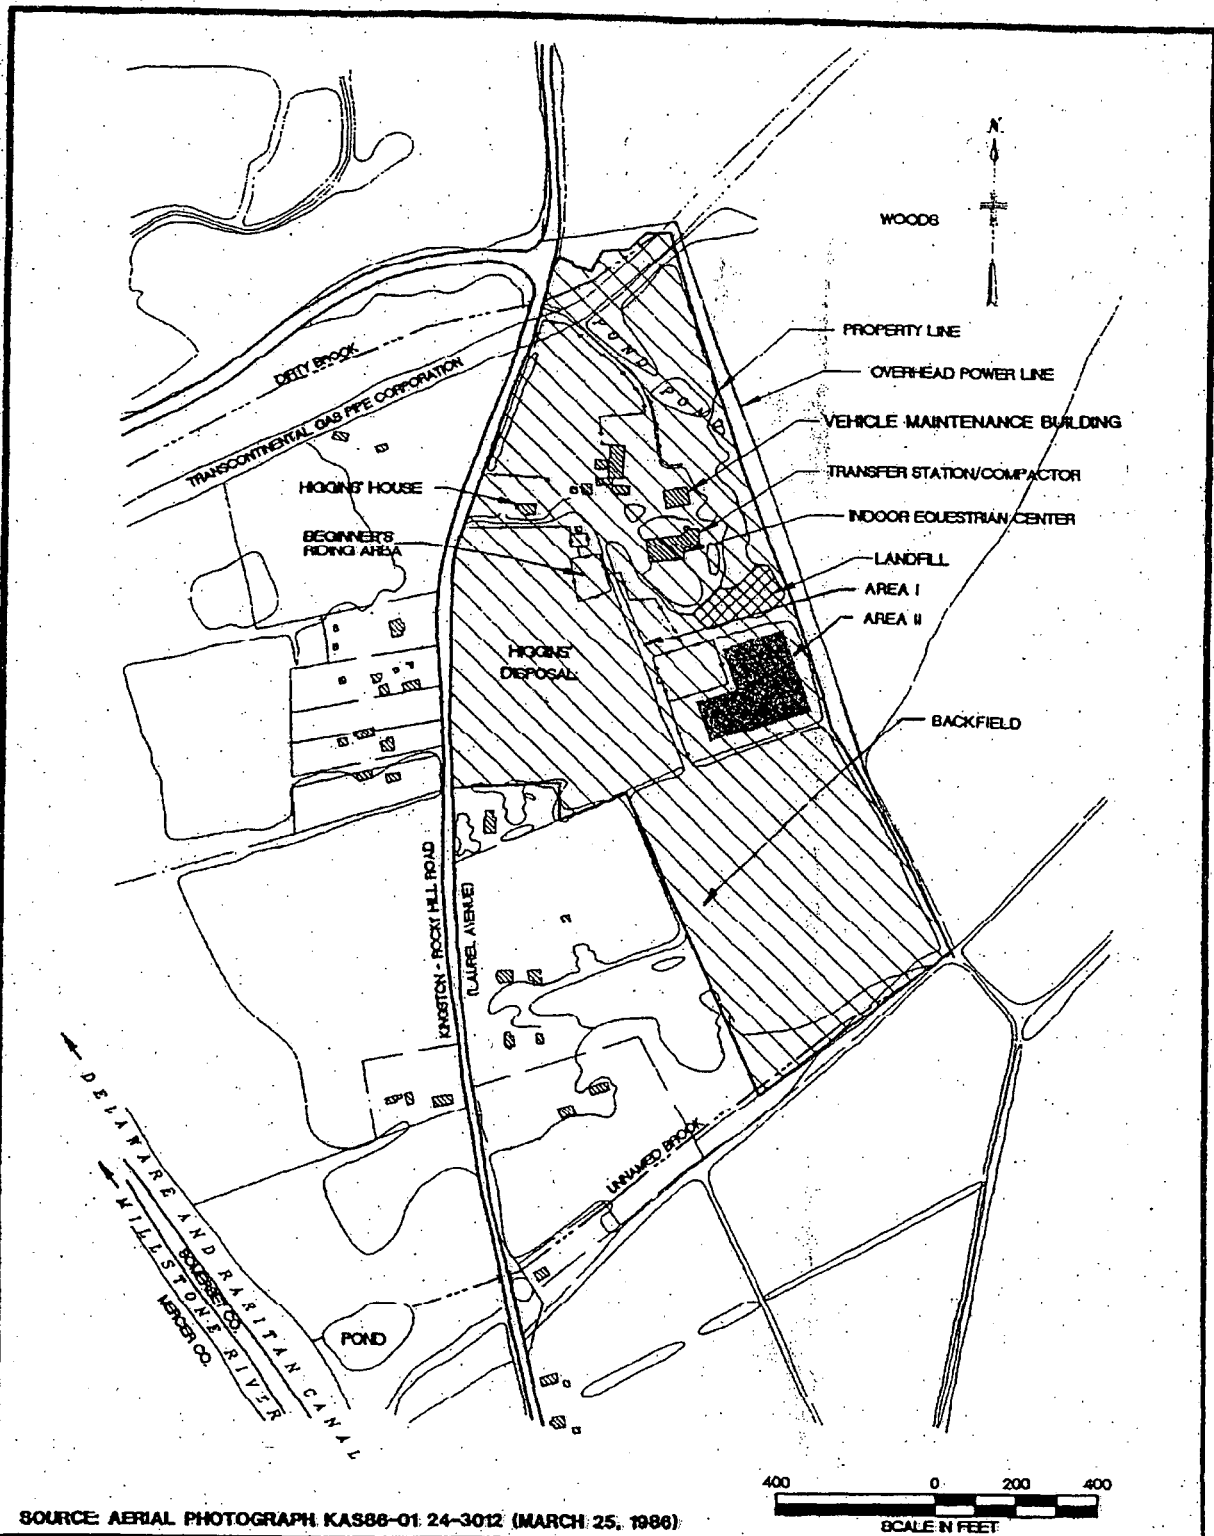 N
WOODS
PROPERTY LINE
OVERHEAD POWER LINE
POND
DIRTY BROOK
POND
VEHICLE MAINTENANCE BUILDING
TRANSCONTINENTAL GAS PIPE CORPORATION
TRANSFER STATION/COMPACTOR
HIGGINS' HOUSE
INDOOR EQUESTRIAN CENTER
BEGINNER'S
RIDING AREA
LANDFILL
AREA I
AREA II
HIGGINS'
DISPOSAL
BACKFIELD
KINGSTON - ROCKY HILL ROAD
(LAUREL AVENUE)
UNNAMED BROOK
DELAWARE AND RARITAN CANAL
SOMERSET CO.
MILLSTONE RIVER
MERCER CO.
POND
400 0 200 400
SCALE IN FEET
SOURCE: AERIAL PHOTOGRAPH KAS86-01 24-3012 (MARCH 25, 1986)